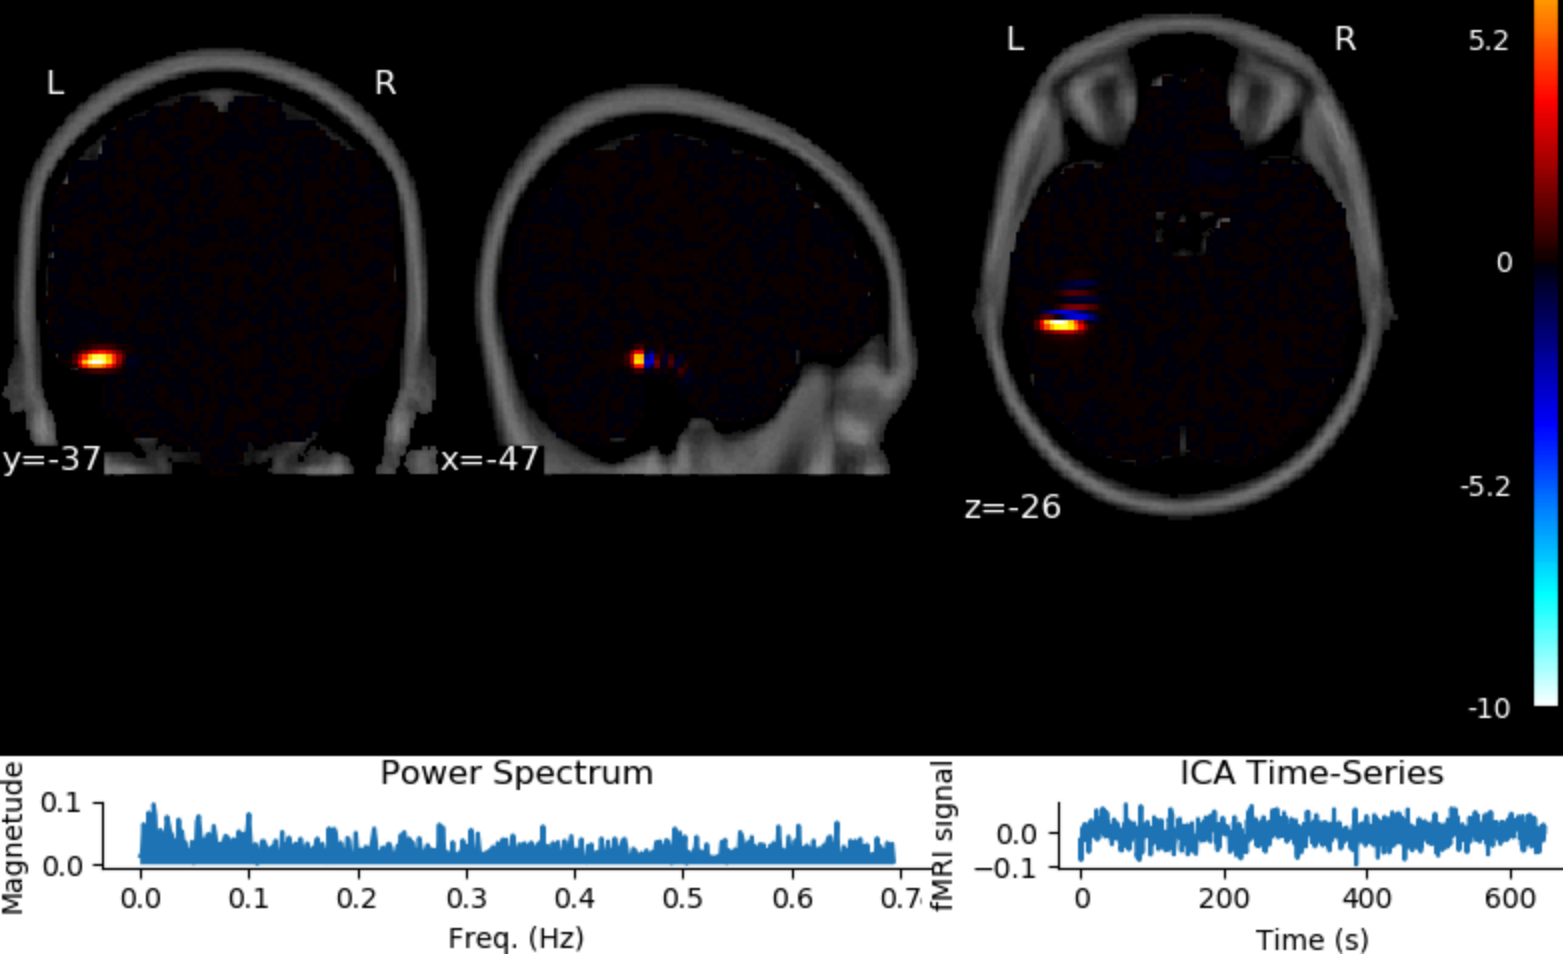 L R
L R
5.2
0
-5.2
-10
y=-37
x=-47
z=-26
Power Spectrum
Magnetude
0.1
0.0
0.0 0.1 0.2 0.3 0.4 0.5 0.6 0.7
Freq. (Hz)
ICA Time-Series
fMRI signal
0.0
−0.1
0 200 400 600
Time (s)